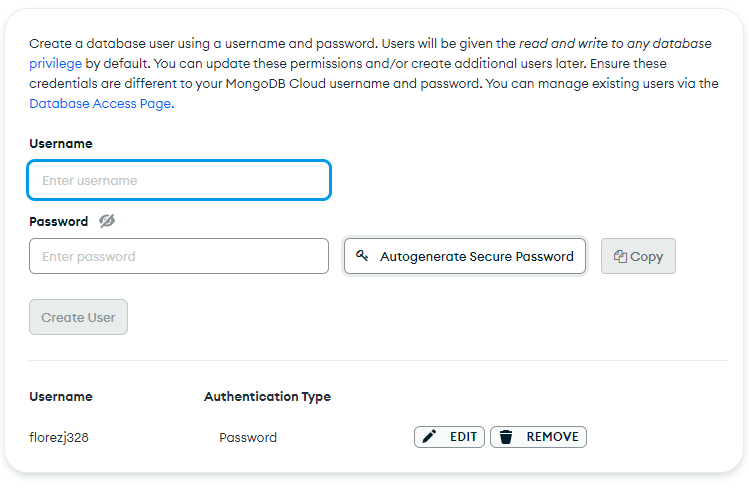 Create a database user using a username and password. Users will be given the read and write to any database
privilege by default. You can update these permissions and/or create additional users later. Ensure these
credentials are different to your MongoDB Cloud username and password. You can manage existing users via the
Database Access Page.
Username
Enter username
Password
Enter password
Autogenerate Secure Password
Copy
Create User
Username Authentication Type
florezj328 Password EDIT REMOVE